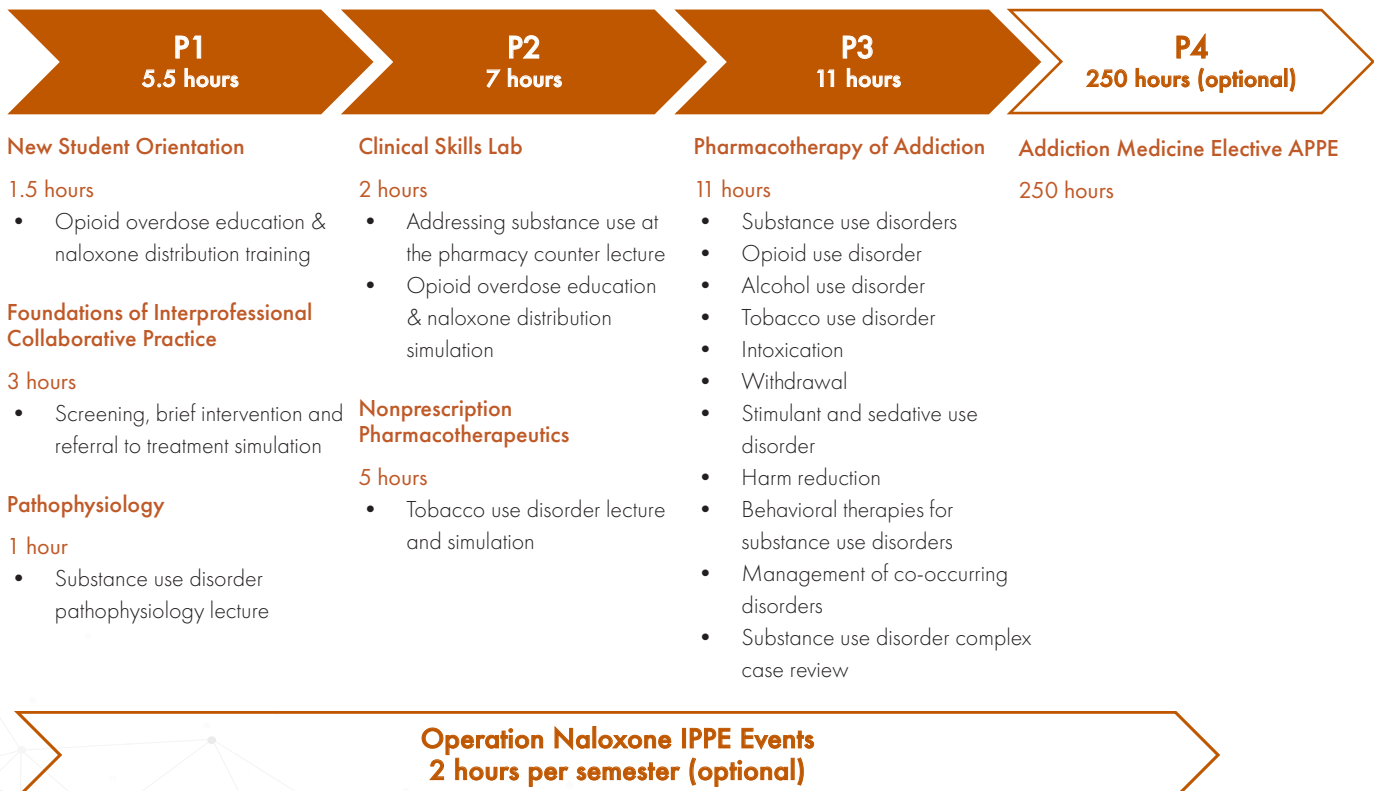 P1
5.5 hours
P2
7 hours
P3
11 hours
P4
250 hours (optional)
New Student Orientation
1.5 hours
• Opioid overdose education &
naloxone distribution training
Foundations of Interprofessional
Collaborative Practice
3 hours
• Screening, brief intervention and
referral to treatment simulation
Pathophysiology
1 hour
• Substance use disorder
pathophysiology lecture
Clinical Skills Lab
2 hours
• Addressing substance use at
the pharmacy counter lecture
• Opioid overdose education
& naloxone distribution
simulation
Nonprescription
Pharmacotherapeutics
5 hours
• Tobacco use disorder lecture
and simulation
Pharmacotherapy of Addiction
11 hours
• Substance use disorders
• Opioid use disorder
• Alcohol use disorder
• Tobacco use disorder
• Intoxication
• Withdrawal
• Stimulant and sedative use
disorder
• Harm reduction
• Behavioral therapies for
substance use disorders
• Management of co-occurring
disorders
• Substance use disorder complex
case review
Addiction Medicine Elective APPE
250 hours
Operation Naloxone IPPE Events
2 hours per semester (optional)